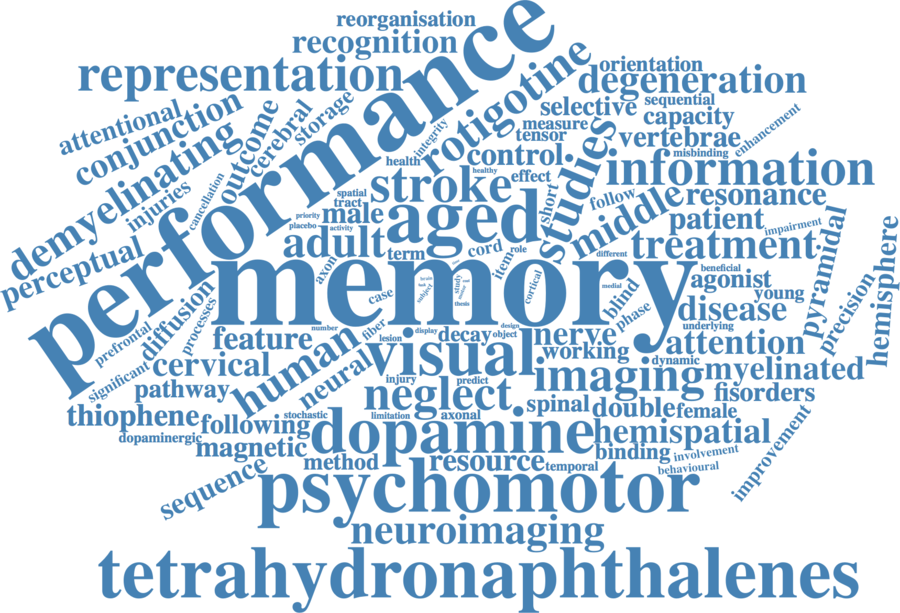 reorganisation
recognition
performance
representation
rotigotine
orientation
degeneration
attentional
conjunction
outcome
cerebral
storage
selective
sequential
capacity
enhancement
measure
tensor
integrity
demyelinating
injuries
cancellation
health
healthy
control
effect
studies
vertebrae
misbinding
information
stroke
short
follow
middle
resonance
spatial
tract
priority
placebo
activity
male
aged
patient
impairment
perceptual
adult
term
cord
role
item
different
treatment
pyramidal
hemisphere
axon
memory
case
brain
subject
study
thesis
cortical
medial
beneficial
agonist
young
blind
phase
disease
precision
prefrontal
diffusion
processes
underlying
feature
number
fiber
lesion
display
decay
design
object
nerve
attention
significant
cervical
human
neural
visual
working
dynamic
myelinated
pathway
injury
predict
imaging
fisorders
neglect
thiophene
following
stochastic
limitation
axonal
spinal
double
female
improvement
dopaminergic
magnetic
dopamine
hemispatial
binding
involvement
behavioural
sequence
method
resource
temporal
psychomotor
neuroimaging
tetrahydronaphthalenes